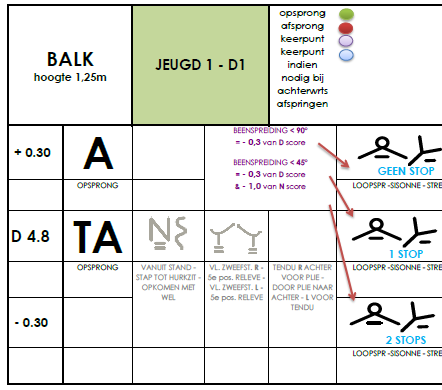 BALK
hoogte 1,25m
JEUGD 1 - D1
opsprong
afsprong
keerpunt
keerpunt
indien
nodig bij
achterwrts
afspringen
+ 0.30
A
BEENSPREIDING < 90°
= - 0,3 van D score
BEENSPREIDING < 45°
= - 0,3 van D score
& - 1,0 van N score
GEEN STOP
OPSPRONG
LOOPSPR -SISONNE - STRE
D 4.8
TA
1 STOP
OPSPRONG
LOOPSPR -SISONNE - STRE
VANUIT STAND -
STAP TOT HURKZIT -
OPKOMEN MET
WEL
VL. ZWEEFST. R -
5e pos. RELEVE -
VL. ZWEEFST. L -
5e pos. RELEVE
TENDU R ACHTER
VOOR PLIE -
DOOR PLIE NAAR
ACHTER - L VOOR
TENDU
- 0.30
2 STOPS
LOOPSPR -SISONNE - STRE